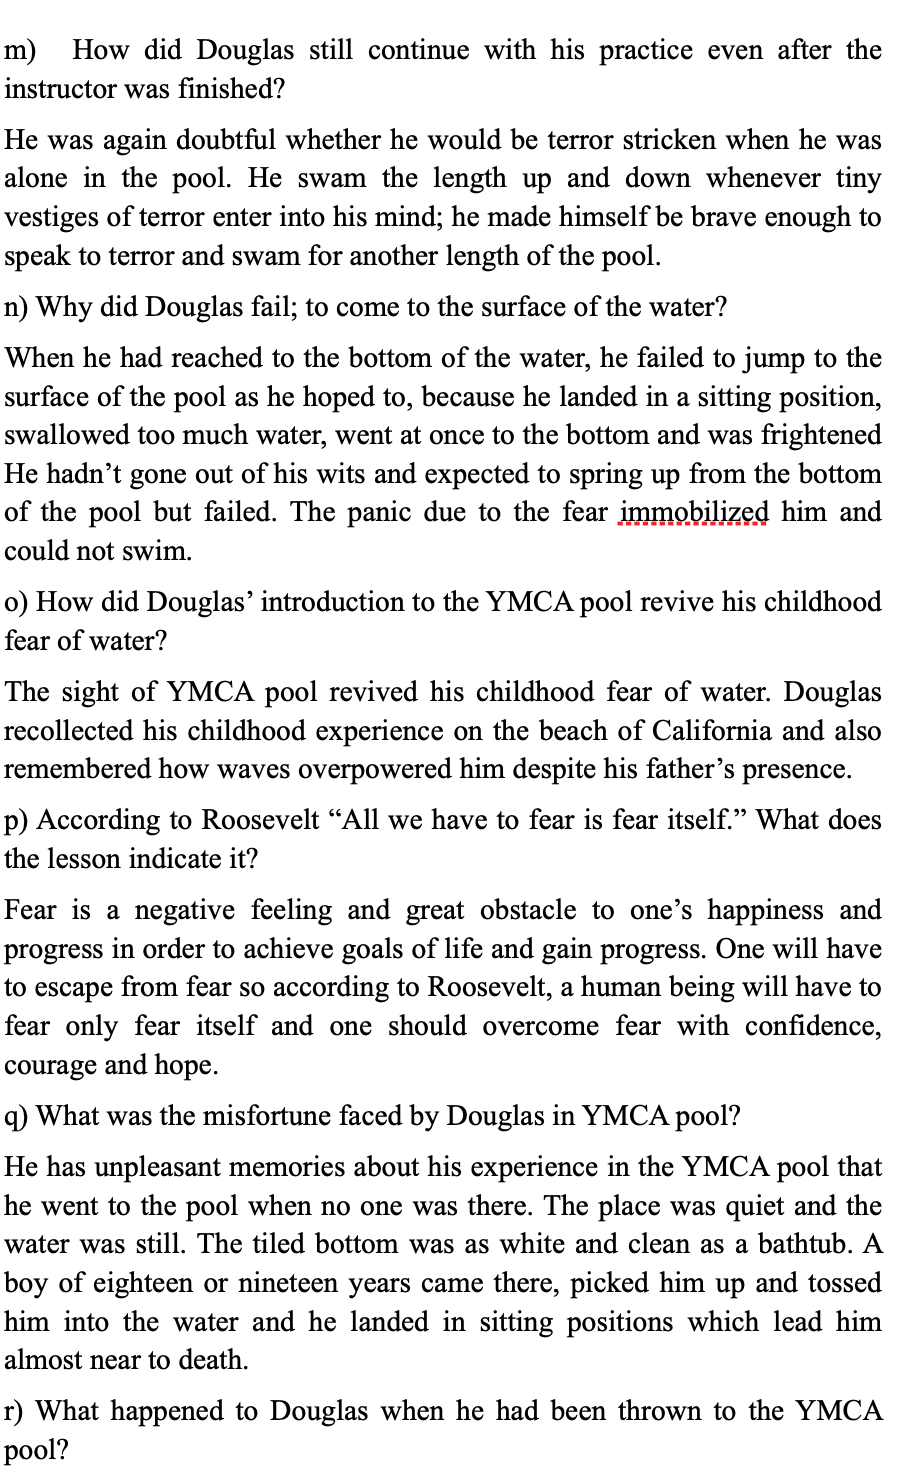 m) How did Douglas still continue with his practice even after the
instructor was finished?
He was again doubtful whether he would be terror stricken when he was
alone in the pool. He swam the length up and down whenever tiny
vestiges of terror enter into his mind; he made himself be brave enough to
speak to terror and swam for another length of the pool.
n) Why did Douglas fail; to come to the surface of the water?
When he had reached to the bottom of the water, he failed to jump to the
surface of the pool as he hoped to, because he landed in a sitting position,
swallowed too much water, went at once to the bottom and was frightened
He hadn’t gone out of his wits and expected to spring up from the bottom
of the pool but failed. The panic due to the fear immobilized him and
could not swim.
o) How did Douglas’ introduction to the YMCA pool revive his childhood
fear of water?
The sight of YMCA pool revived his childhood fear of water. Douglas
recollected his childhood experience on the beach of California and also
remembered how waves overpowered him despite his father’s presence.
p) According to Roosevelt “All we have to fear is fear itself.” What does
the lesson indicate it?
Fear is a negative feeling and great obstacle to one’s happiness and
progress in order to achieve goals of life and gain progress. One will have
to escape from fear so according to Roosevelt, a human being will have to
fear only fear itself and one should overcome fear with confidence,
courage and hope.
q) What was the misfortune faced by Douglas in YMCA pool?
He has unpleasant memories about his experience in the YMCA pool that
he went to the pool when no one was there. The place was quiet and the
water was still. The tiled bottom was as white and clean as a bathtub. A
boy of eighteen or nineteen years came there, picked him up and tossed
him into the water and he landed in sitting positions which lead him
almost near to death.
r) What happened to Douglas when he had been thrown to the YMCA
pool?